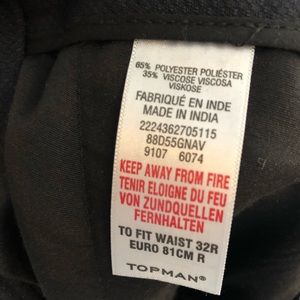 65% POLYESTER POLIÉSTER
35% VISCOSE VISCOSA
VISKOSE
FABRIQUÉ EN INDE
MADE IN INDIA
2224362705115
88D55GNAV
9107 6074
KEEP AWAY FROM FIRE
TENIR ELOIGNE DU FEU
VON ZUNDQUELLEN
FERNHALTEN
TO FIT WAIST 32R
EURO 81CM R
TOPMAN®